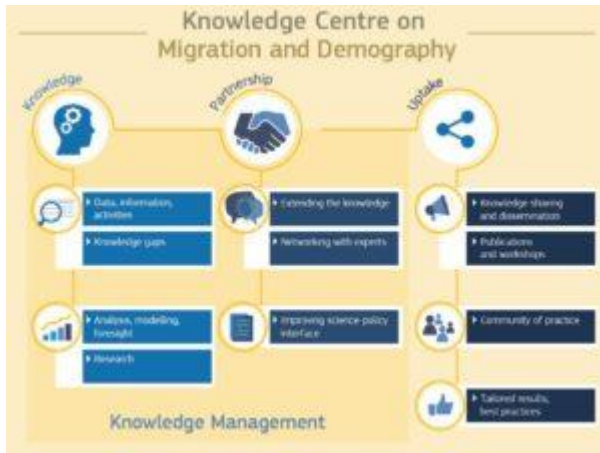 Knowledge Centre on
Migration and Demography
Knowledge
Partnership
Uptake
Data, information,
activities
Knowledge gaps
Analysis, modelling,
foresight
Research
Extending the knowledge
Networking with experts
Improving science-policy
interface
Knowledge sharing
and dissemination
Publications
and workshops
Community of practice
Tailored results,
best practices
Knowledge Management